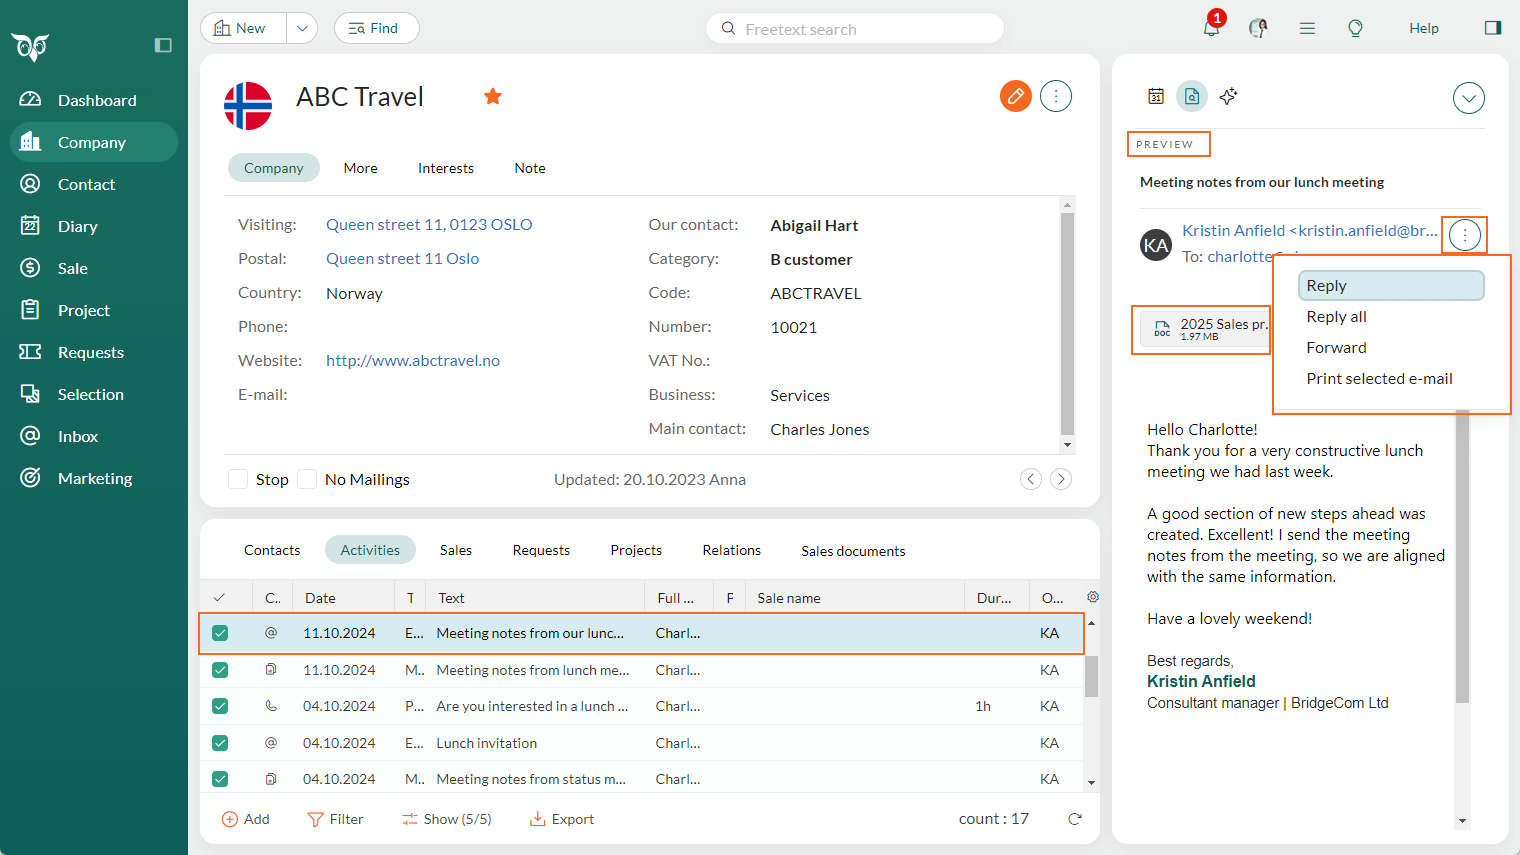 New
Find
Freetext search
1
Help
Dashboard
Company
Contact
22
Diary
Sale
Project
Requests
Selection
Inbox
Marketing
ABC Travel
Company More Interests Note
Visiting: Queen street 11, 0123 OSLO
Postal: Queen street 11 Oslo
Country: Norway
Phone:
Website: http://www.abctravel.no
E-mail:
Our contact: Abigail Hart
Category: B customer
Code: ABCTRAVEL
Number: 10021
VAT No.:
Business: Services
Main contact: Charles Jones
Stop No Mailings Updated: 20.10.2023 Anna
Contacts Activities Sales Requests Projects Relations Sales documents
C.. Date T Text Full ... F Sale name Dur... O...
11.10.2024 E... Meeting notes from our lunc... Charl... KA
11.10.2024 M.. Meeting notes from lunch me... Charl... KA
04.10.2024 P... Are you interested in a lunch ... Charl... 1h KA
04.10.2024 E... Lunch invitation Charl... KA
04.10.2024 M.. Meeting notes from status m... Charl... KA
Add Filter Show (5/5) Export count : 17
31
PREVIEW
Meeting notes from our lunch meeting
KA
Kristin Anfield <kristin.anfield@br...
To: charlotte
Reply
Reply all
Forward
Print selected e-mail
DOC
2025 Sales pr...
1.97 MB
Hello Charlotte!
Thank you for a very constructive lunch
meeting we had last week.
A good section of new steps ahead was
created. Excellent! I send the meeting
notes from the meeting, so we are aligned
with the same information.
Have a lovely weekend!
Best regards,
Kristin Anfield
Consultant manager | BridgeCom Ltd